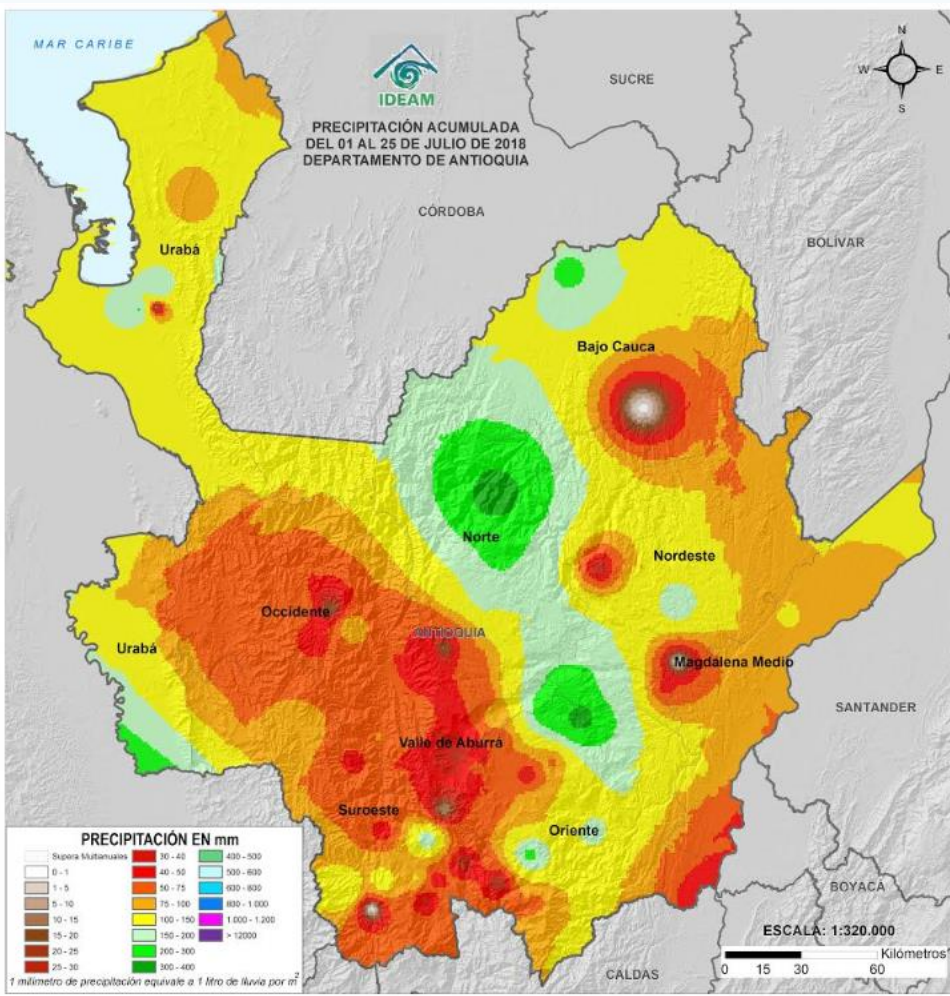 MAR CARIBE
IDEAM
PRECIPITACIÓN ACUMULADA
DEL 01 AL 25 DE JULIO DE 2018
DEPARTAMENTO DE ANTIOQUIA
N
W
E
S
SUCRE
CÓRDOBA
BOLÍVAR
Urabá
Bajo Cauca
Norte
Nordeste
Occidente
ANTIOQUIA
Urabá
Magdalena Medio
SANTANDER
Valle de Aburrá
Suroeste
Oriente
BOYACÁ
CALDAS
PRECIPITACIÓN EN mm
Supera Multianuales
0 - 1
1 - 5
5 - 10
10 - 15
15 - 20
20 - 25
25 - 30
30 - 40
40 - 50
50 - 75
75 - 100
100 - 150
150 - 200
200 - 300
300 - 400
400 - 500
500 - 600
600 - 800
800 - 1.000
1.000 - 1.200
> 12000
1 milímetro de precipitación equivale a 1 litro de lluvia por m²
ESCALA: 1:320.000
Kilómetros
0 15 30 60